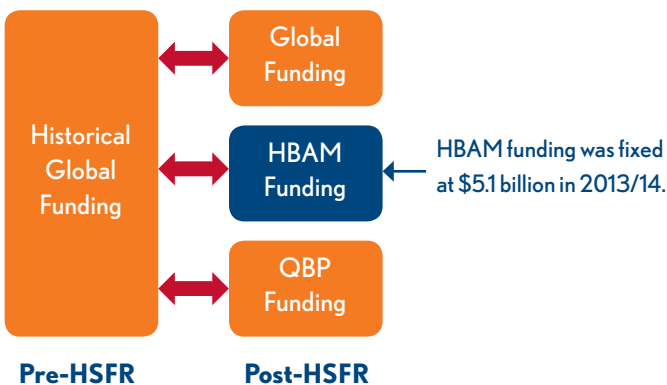 Historical
Global
Funding
Global
Funding
HBAM
Funding
QBP
Funding
HBAM funding was fixed
at $5.1 billion in 2013/14.
Pre-HSFR
Post-HSFR